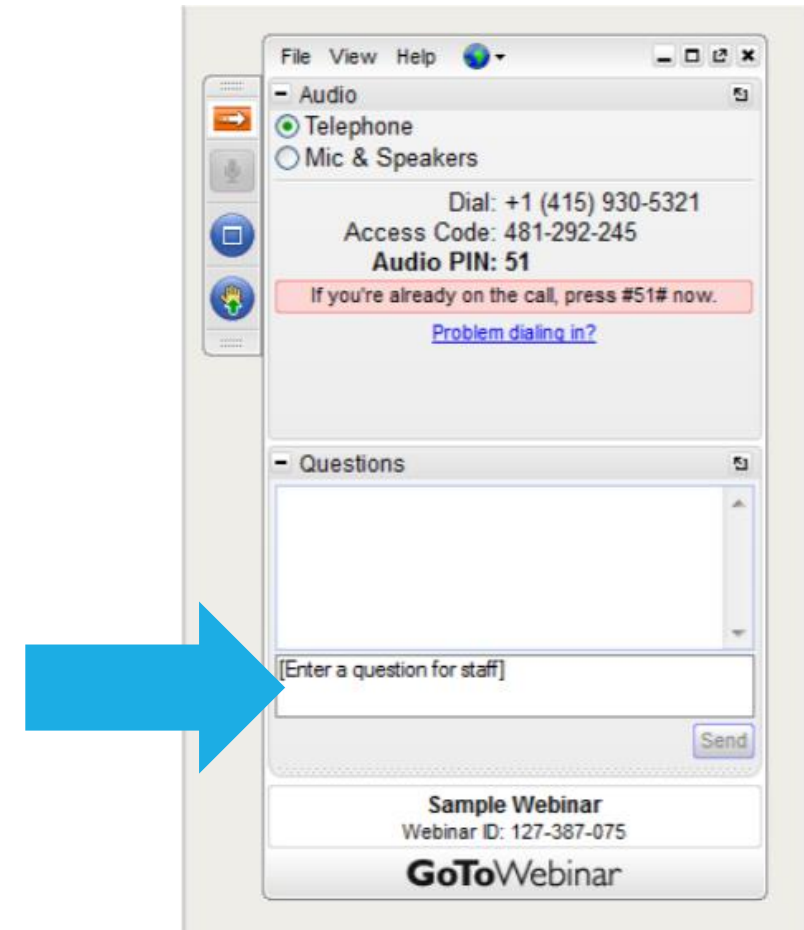 File View Help
Audio
Telephone
Mic & Speakers
Dial: +1 (415) 930-5321
Access Code: 481-292-245
Audio PIN: 51
If you're already on the call, press #51# now.
Problem dialing in?
Questions
[Enter a question for staff]
Send
Sample Webinar
Webinar ID: 127-387-075
GoToWebinar